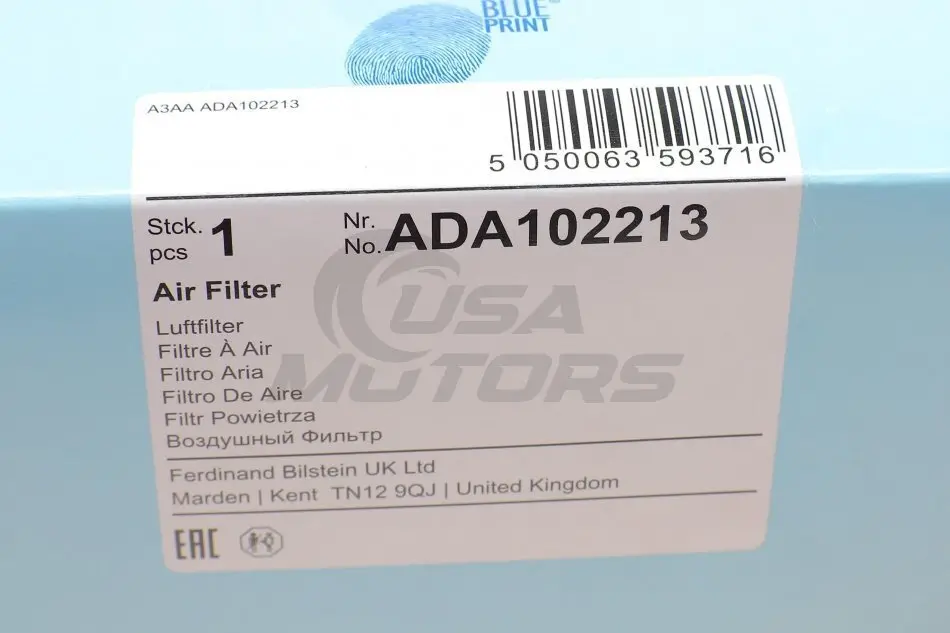 BLUE
PRINT
A3AA ADA102213
5 050063 593716
Stck. 1
pcs
Nr.
No. ADA102213
Air Filter
Luftfilter
Filtre À Air
Filtro Aria
Filtro De Aire
Filtr Powietrza
Воздушный Фильтр
USA
MOTORS
Ferdinand Bilstein UK Ltd
Marden | Kent TN12 9QJ | United Kingdom
EAC